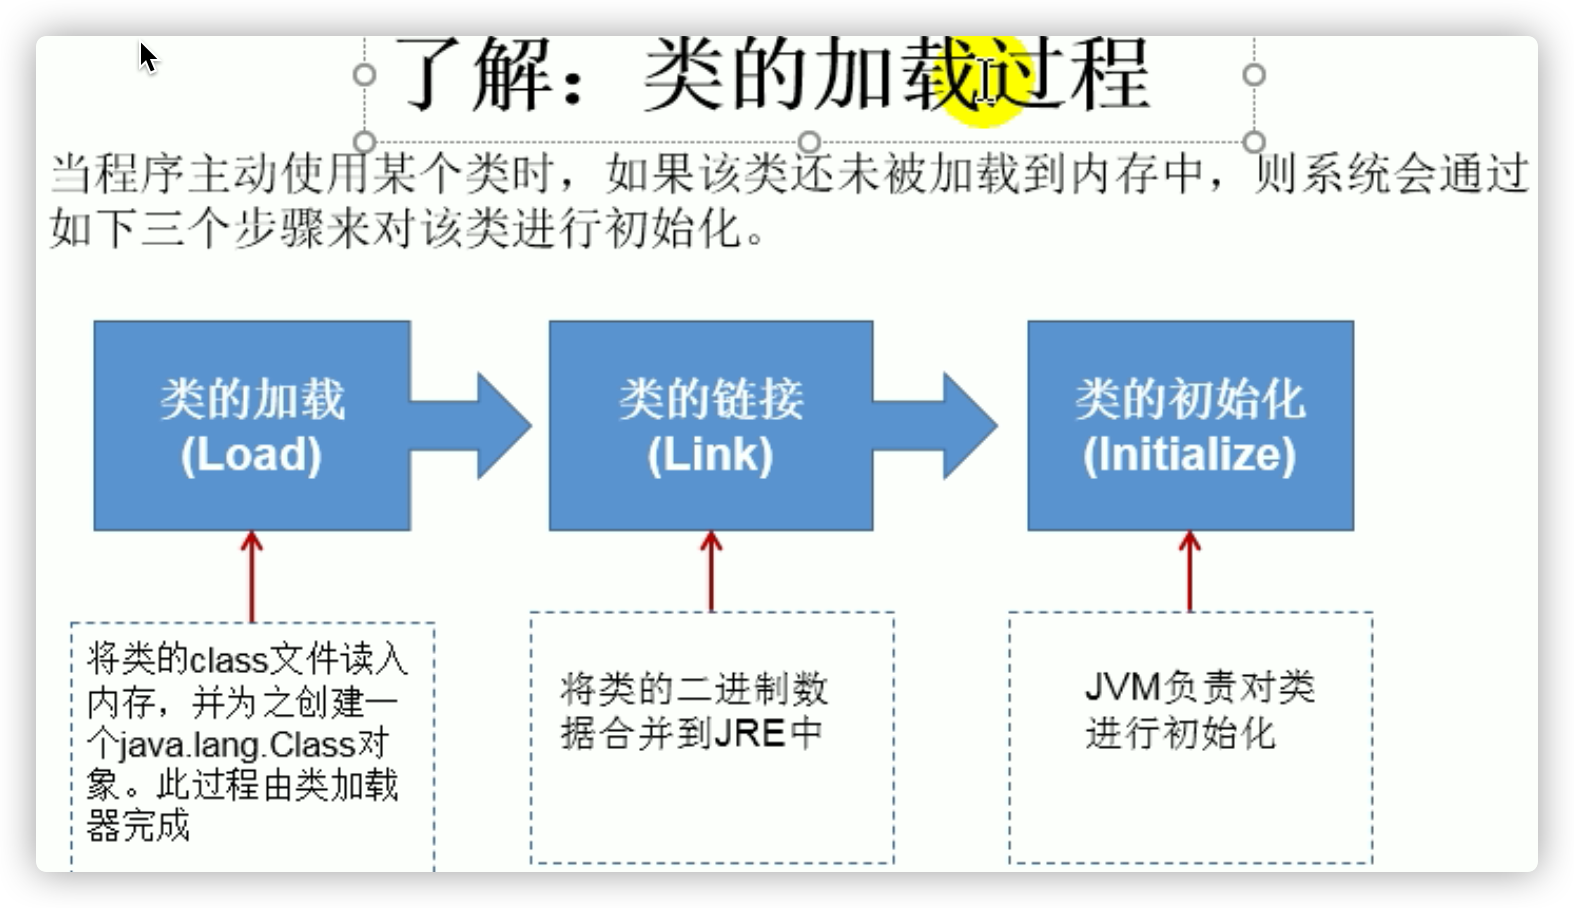 了解：类的加载过程
当程序主动使用某个类时，如果该类还未被加载到内存中，则系统会通过
如下三个步骤来对该类进行初始化。
类的加载
(Load)
类的链接
(Link)
类的初始化
(Initialize)
将类的class文件读入
内存，并为之创建一
个java.lang.Class对
象。此过程由类加载
器完成
将类的二进制数
据合并到JRE中
JVM负责对类
进行初始化